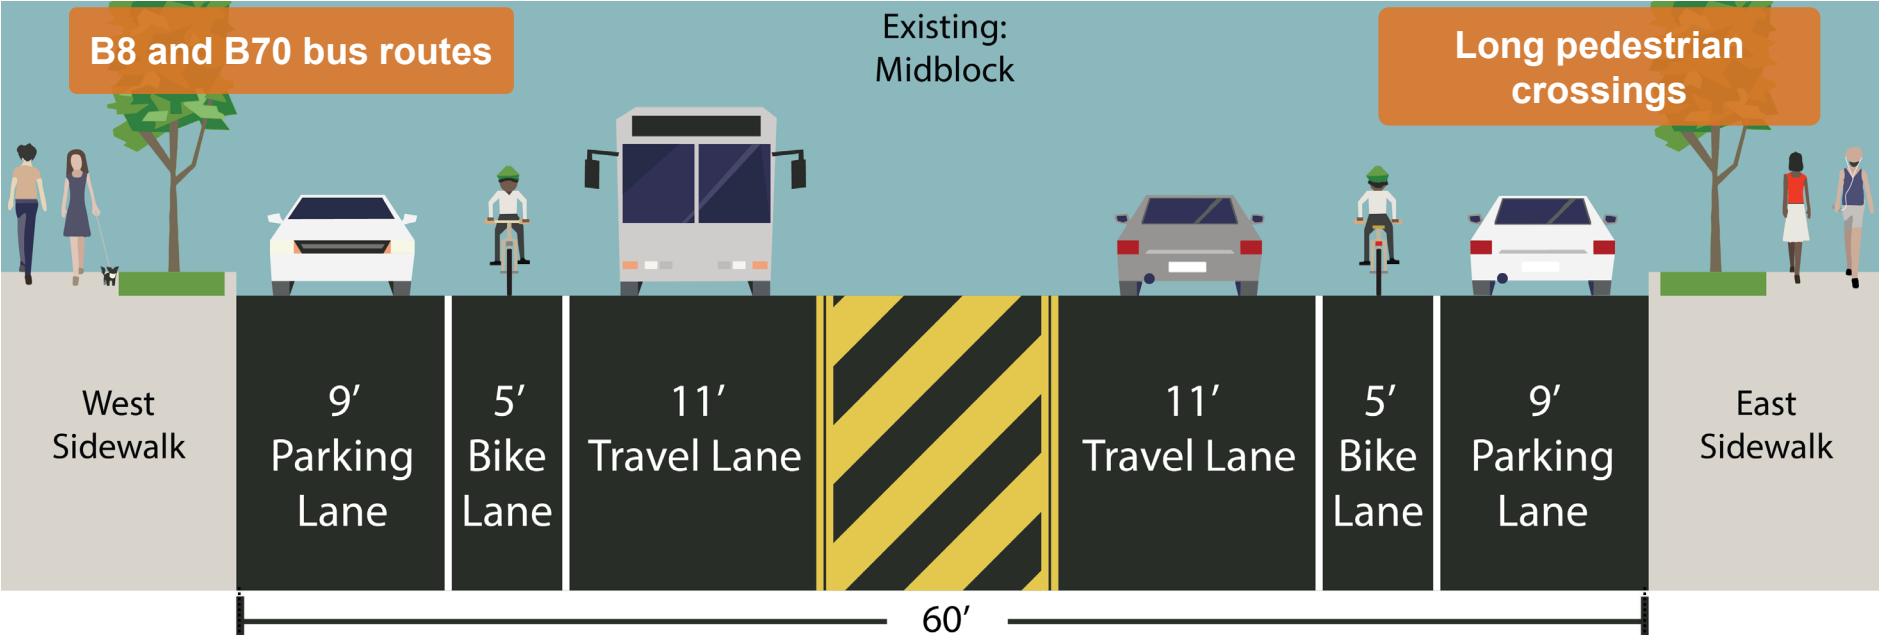 B8 and B70 bus routes
Existing:
Midblock
Long pedestrian
crossings
West
Sidewalk
9’
Parking
Lane
5’
Bike
Lane
11’
Travel Lane
11’
Travel Lane
5’
Bike
Lane
9’
Parking
Lane
East
Sidewalk
60’